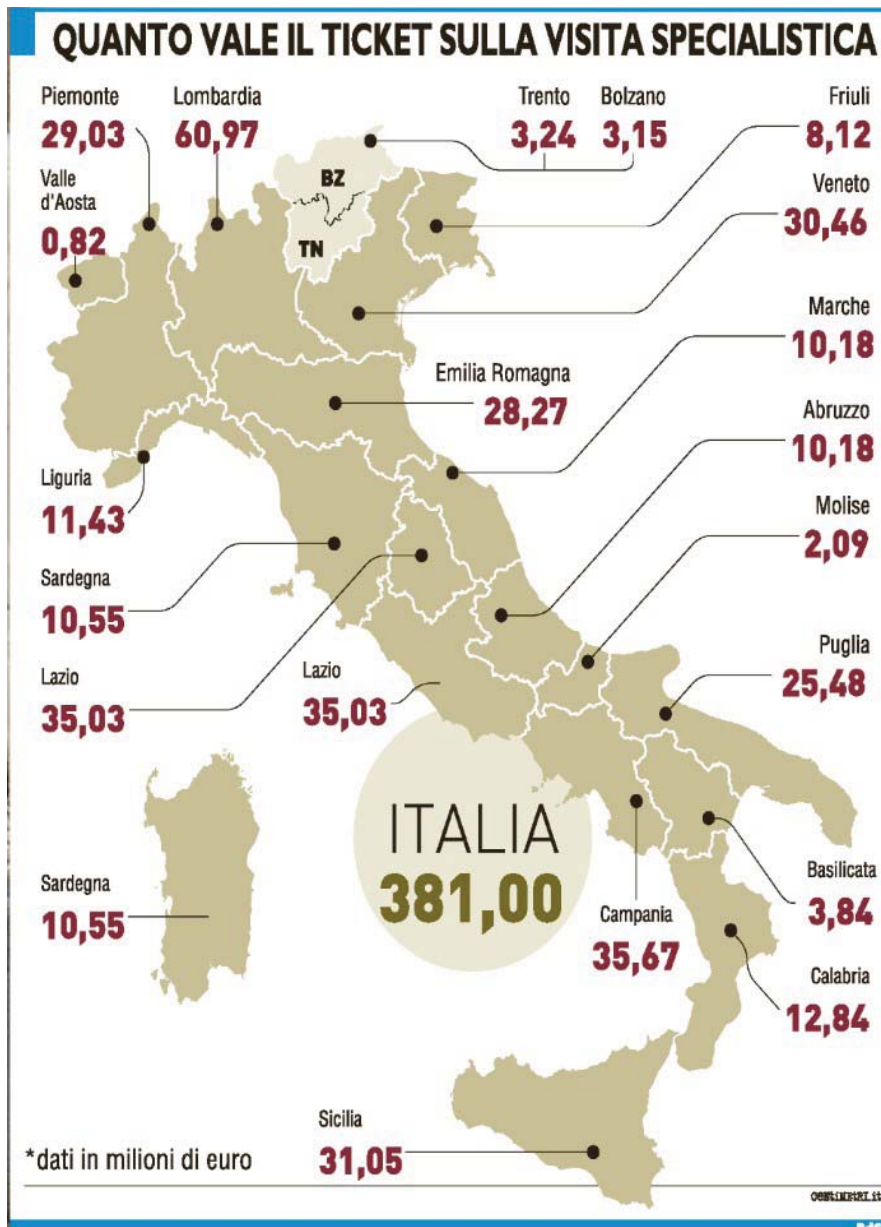 QUANTO VALE IL TICKET SULLA VISITA SPECIALISTICA
Piemonte
29,03
Lombardia
60,97
Trento
3,24
Bolzano
3,15
Friuli
8,12
Valle
d'Aosta
0,82
BZ
TN
Veneto
30,46
Marche
10,18
Emilia Romagna
28,27
Abruzzo
10,18
Liguria
11,43
Molise
2,09
Sardegna
10,55
Lazio
35,03
Lazio
35,03
Puglia
25,48
ITALIA
381,00
Sardegna
10,55
Campania
35,67
Basilicata
3,84
Calabria
12,84
Sicilia
31,05
*dati in milioni di euro
CENTIMETRI.it